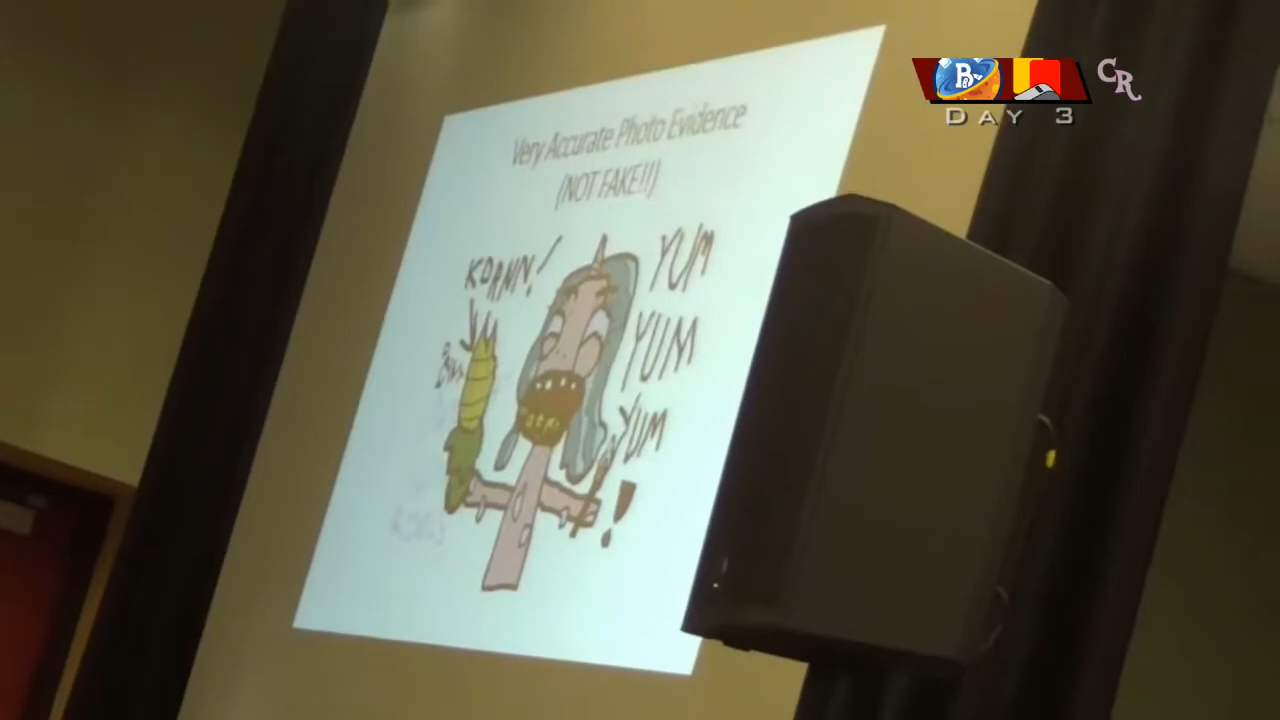 Very Accurate Photo Evidence
(NOT FAKE!!)
KORNN!
YUM
YUM
YUM
!
CR
DAY 3